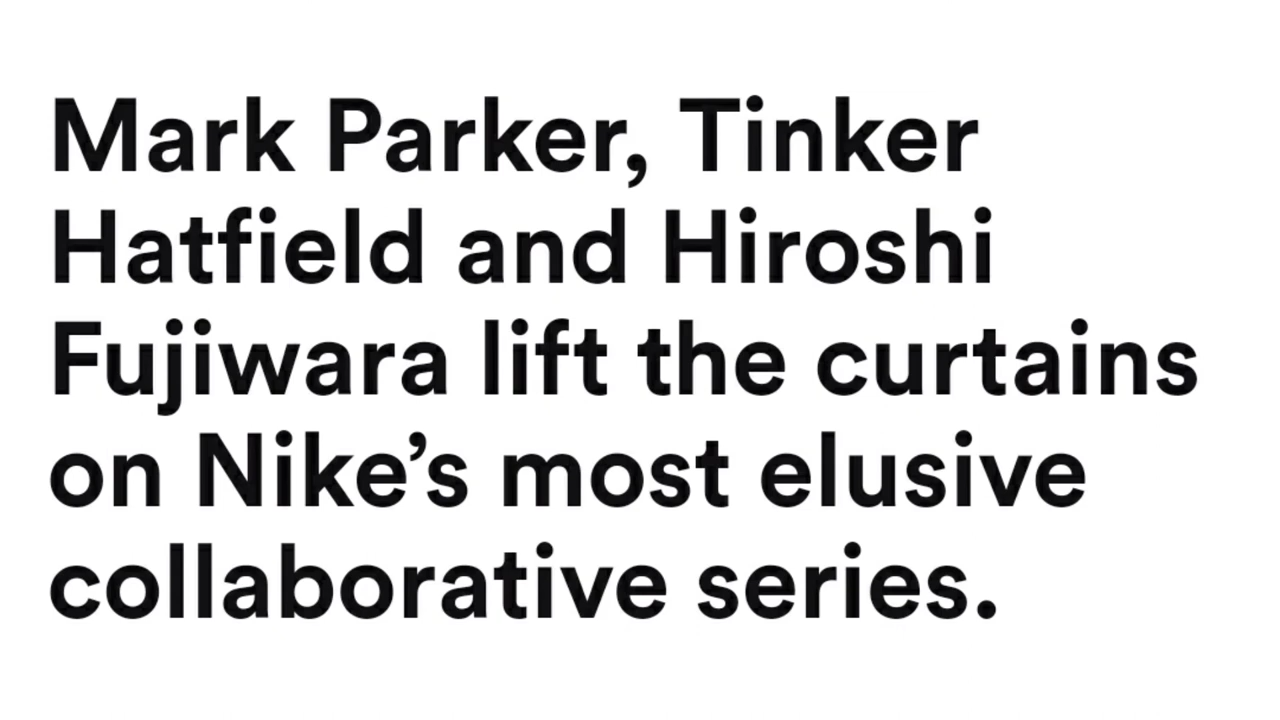 Mark Parker, Tinker
Hatfield and Hiroshi
Fujiwara lift the curtains
on Nike’s most elusive
collaborative series.